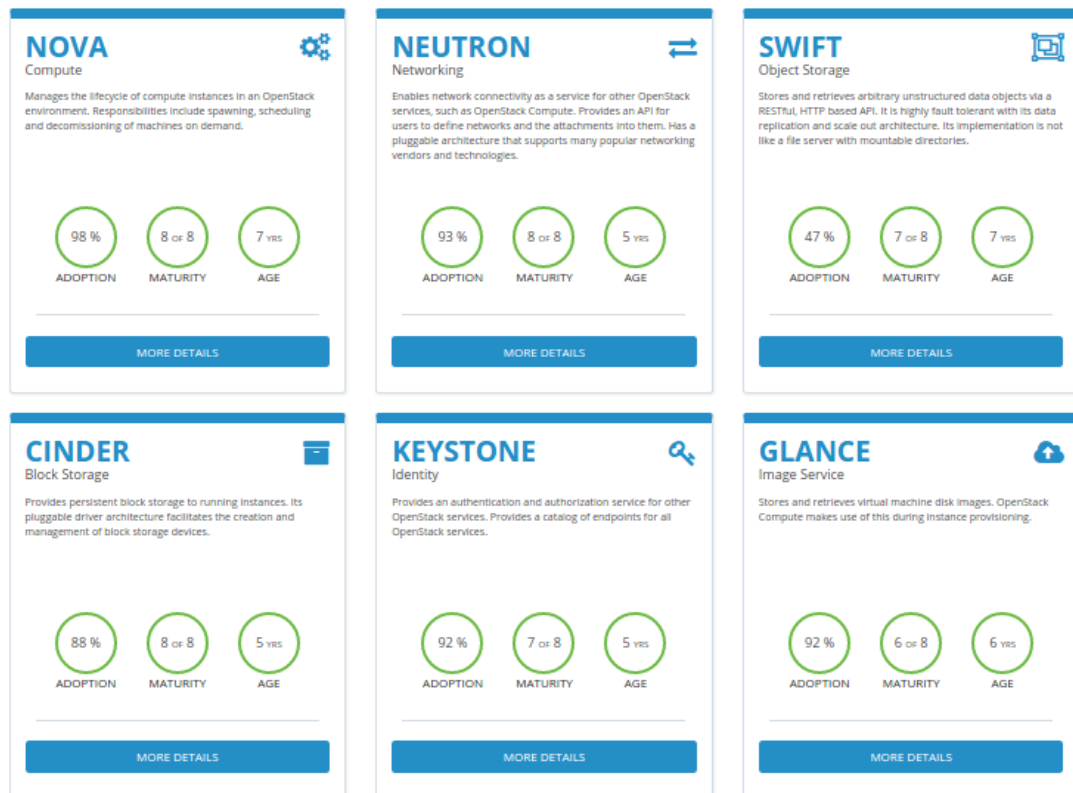 NOVA
Compute
Manages the lifecycle of compute instances in an OpenStack
environment. Responsibilities include spawning, scheduling
and decomissioning of machines on demand.
98 %
8 OF 8
7 YRS
ADOPTION
MATURITY
AGE
MORE DETAILS
NEUTRON
Networking
Enables network connectivity as a service for other OpenStack
services, such as OpenStack Compute. Provides an API for
users to define networks and the attachments into them. Has a
pluggable architecture that supports many popular networking
vendors and technologies.
93 %
8 OF 8
5 YRS
ADOPTION
MATURITY
AGE
MORE DETAILS
SWIFT
Object Storage
Stores and retrieves arbitrary unstructured data objects via a
RESTful, HTTP based API. It is highly fault tolerant with its data
replication and scale out architecture. Its implementation is not
like a file server with mountable directories.
47 %
7 OF 8
7 YRS
ADOPTION
MATURITY
AGE
MORE DETAILS
CINDER
Block Storage
Provides persistent block storage to running instances. Its
pluggable driver architecture facilitates the creation and
management of block storage devices.
88 %
8 OF 8
5 YRS
ADOPTION
MATURITY
AGE
MORE DETAILS
KEYSTONE
Identity
Provides an authentication and authorization service for other
OpenStack services. Provides a catalog of endpoints for all
OpenStack services.
92 %
7 OF 8
5 YRS
ADOPTION
MATURITY
AGE
MORE DETAILS
GLANCE
Image Service
Stores and retrieves virtual machine disk images. OpenStack
Compute makes use of this during instance provisioning.
92 %
6 OF 8
6 YRS
ADOPTION
MATURITY
AGE
MORE DETAILS